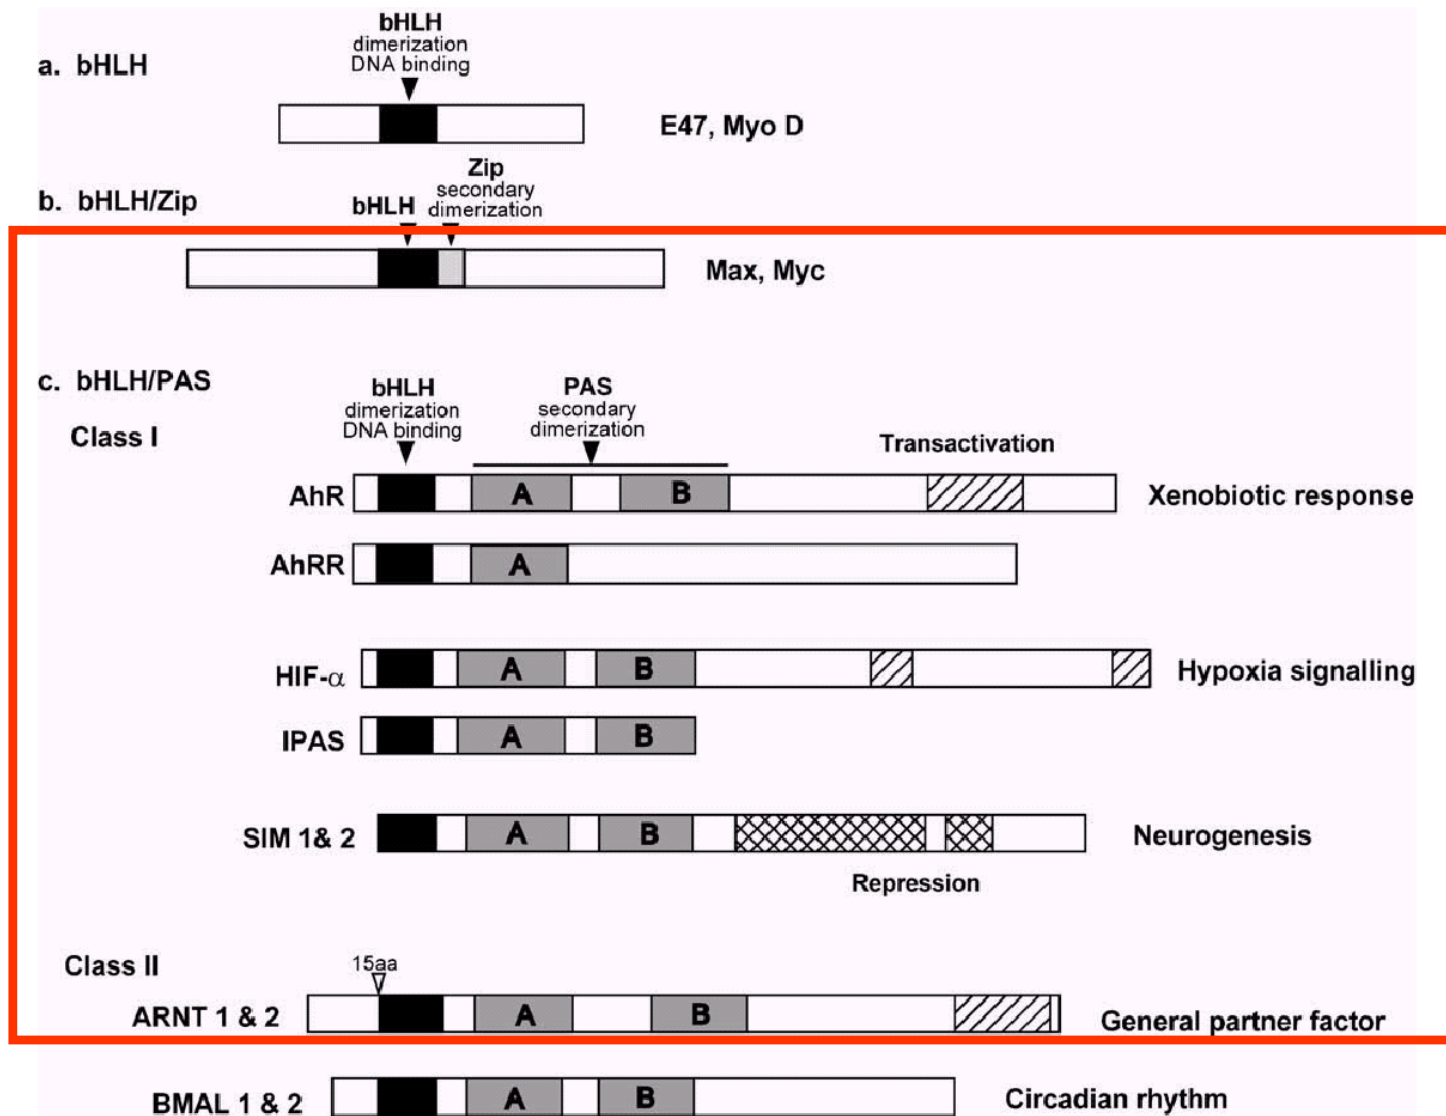 bHLH
dimerization
DNA binding
a. bHLH
E47, Myo D
Zip
secondary
dimerization
b. bHLH/Zip
bHLH
Max, Myc
c. bHLH/PAS
bHLH
dimerization
DNA binding
PAS
secondary
dimerization
Class I
Transactivation
AhR A B Xenobiotic response
AhRR A
HIF-α A B Hypoxia signalling
IPAS A B
SIM 1& 2 A B Neurogenesis
Repression
Class II
15aa
ARNT 1 & 2 A B General partner factor
BMAL 1 & 2 A B Circadian rhythm